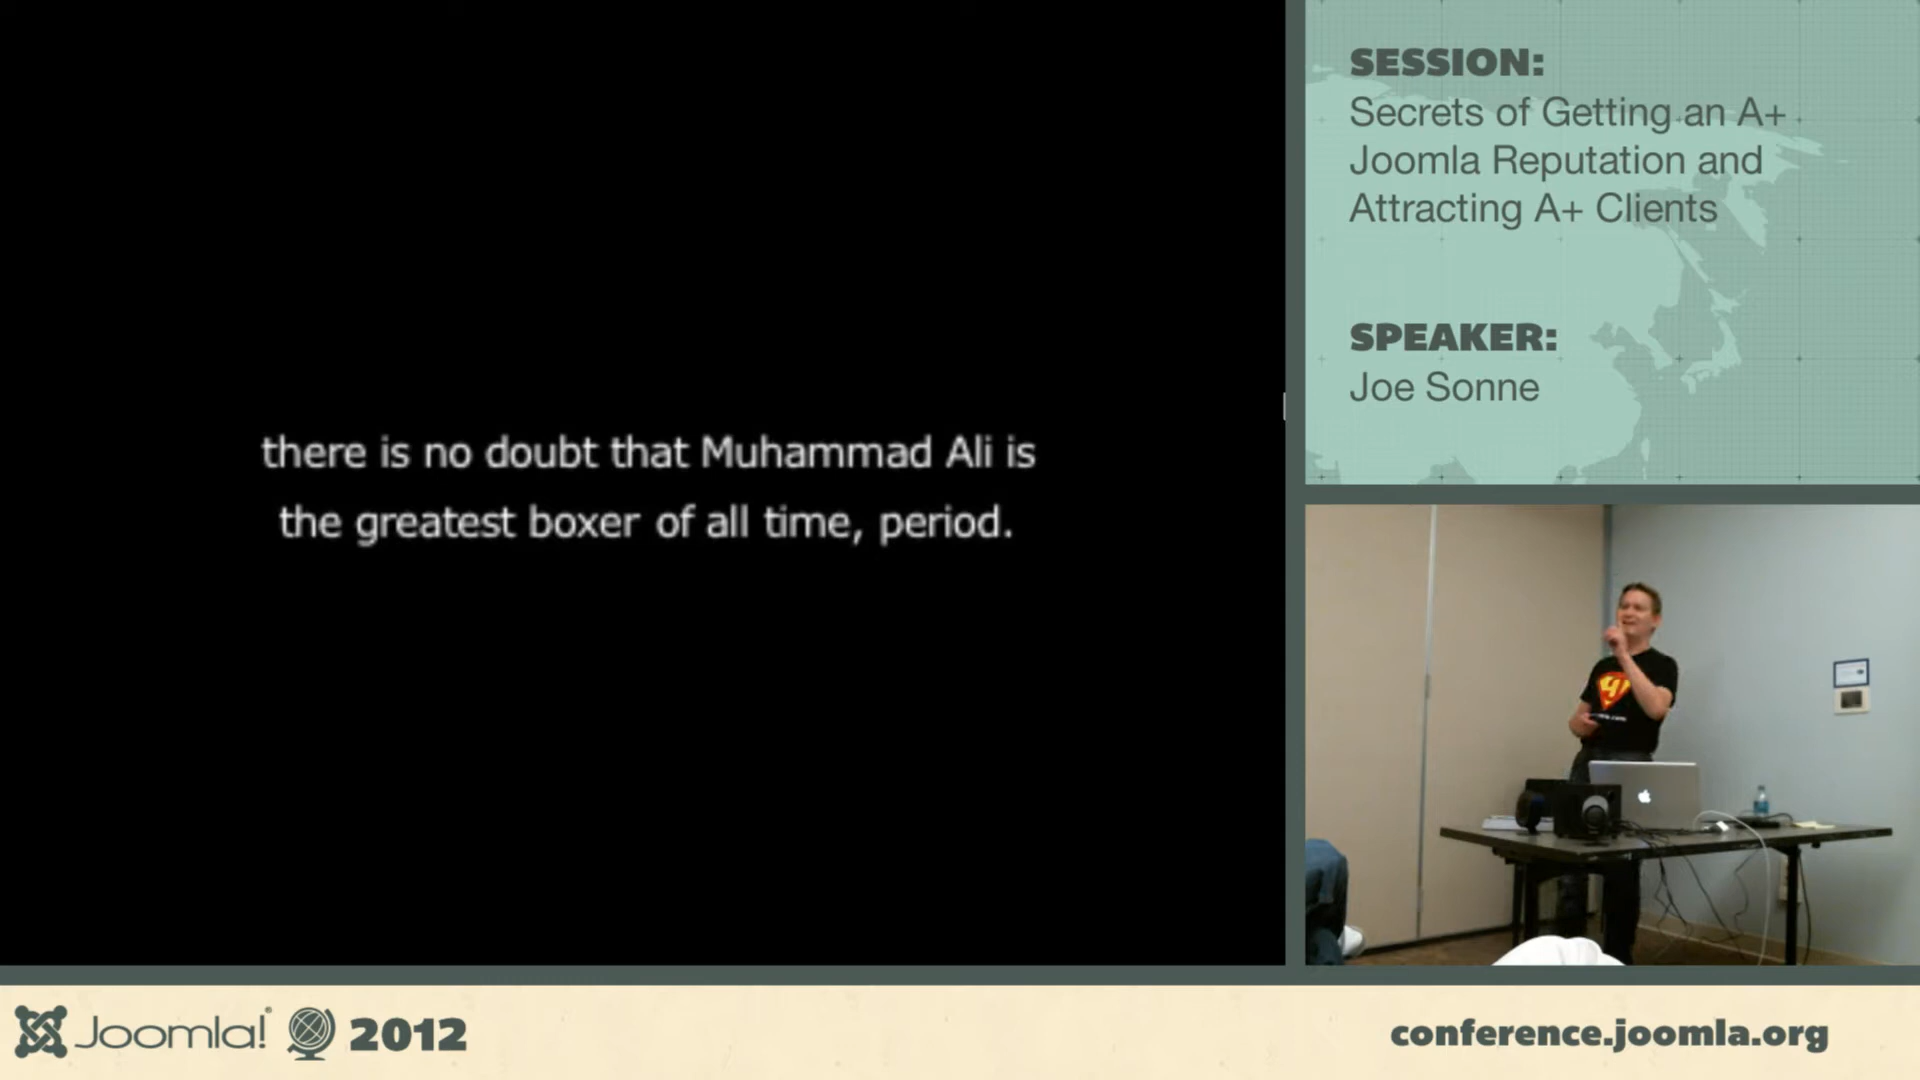 there is no doubt that Muhammad Ali is
the greatest boxer of all time, period.
SESSION:
Secrets of Getting an A+
Joomla Reputation and
Attracting A+ Clients
SPEAKER:
Joe Sonne
Joomla!® 2012
conference.joomla.org